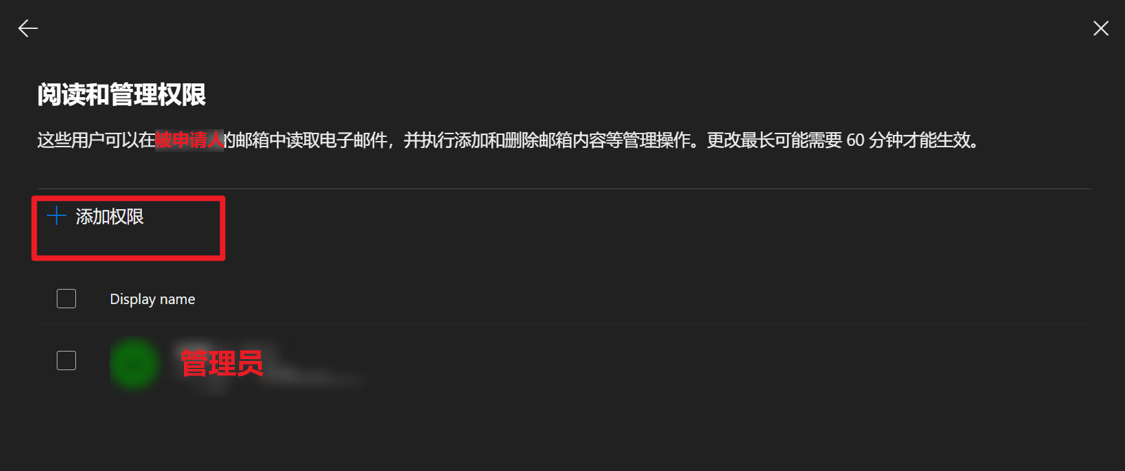 阅读和管理权限
这些用户可以在被申请人的邮箱中读取电子邮件，并执行添加和删除邮箱内容等管理操作。更改最长可能需要 60 分钟才能生效。
添加权限
Display name
管理员